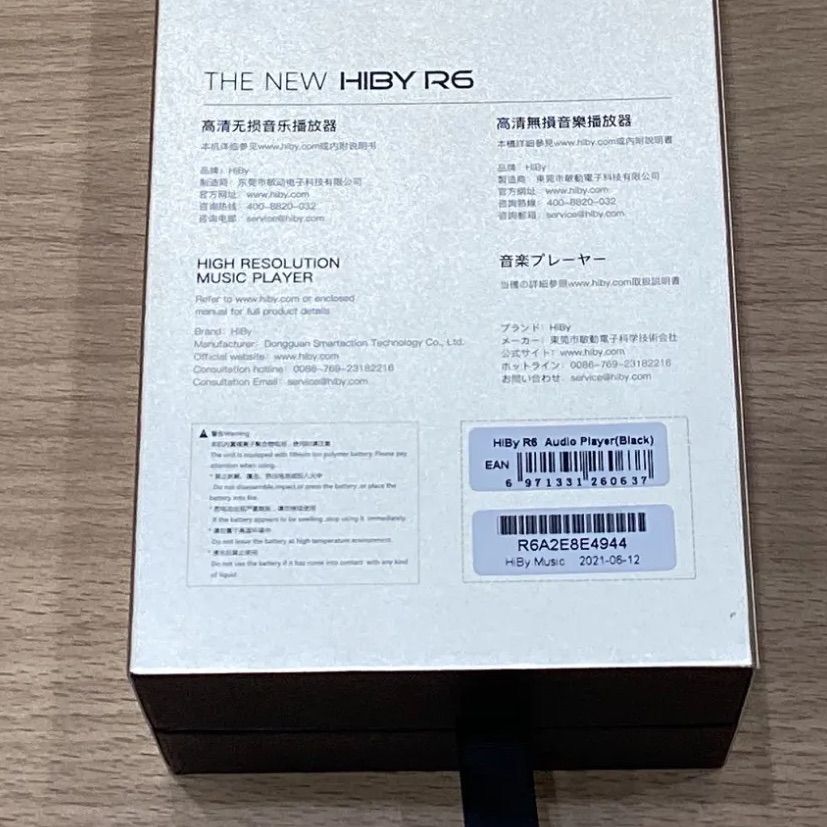 THE NEW HIBY R6
高清无损音乐播放器
本机详细参见www.hiby.com或内附说明书
品牌：HiBy
制造商：东莞市敏动电子科技有限公司
官方网址：www.hiby.com
咨询热线：400-8820-032
咨询电邮：service@hiby.com
高清無損音樂播放器
本機詳細參見www.hiby.com或内附說明書
品牌：HiBy
製造商：東莞市敏動電子科技有限公司
官方網址：www.hiby.com
咨詢熱線：400-8820-032
咨詢郵箱：service@hiby.com
HIGH RESOLUTION
MUSIC PLAYER
Refer to www.hiby.com or enclosed
manual for full product details
Brand: HiBy
Manufacturer: Dongguan Smartaction Technology Co., Ltd.
Official website: www.hiby.com
Consultation hotline: 0086-769-23182216
Consultation Email: service@hiby.com
音楽プレーヤー
当機の詳細参照www.hiby.com取扱説明書
ブランド: HiBy
メーカー: 東莞市敏動電子科学技術会社
公式サイト: www.hiby.com
ホットライン: 0086-769-23182216
お問い合わせ: service@hiby.com
警告Warning
The unit is equipped with lithium ion polymer battery. Please pay
attention when using.
Do not disassemble,impact,or press the battery ,or place the
battery into fire.
If the battery appears to be swelling ,stop using it immediately.
Do not leave the battery at high temperature environment.
Do not use the battery if it has come into contact with any kind
of liquid
HiBy R6 Audio Player(Black)
EAN
6 971331 260637
R6A2E8E4944
HiBy Music 2021-06-12